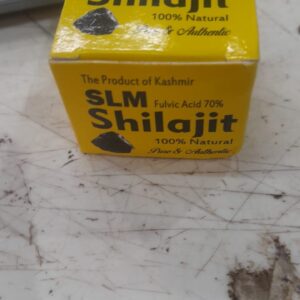 Shilajit
100% Natural
Pure & Authentic
The Product of Kashmir
SLM Fulvic Acid 70%
Shilajit
100% Natural
Pure & Authentic